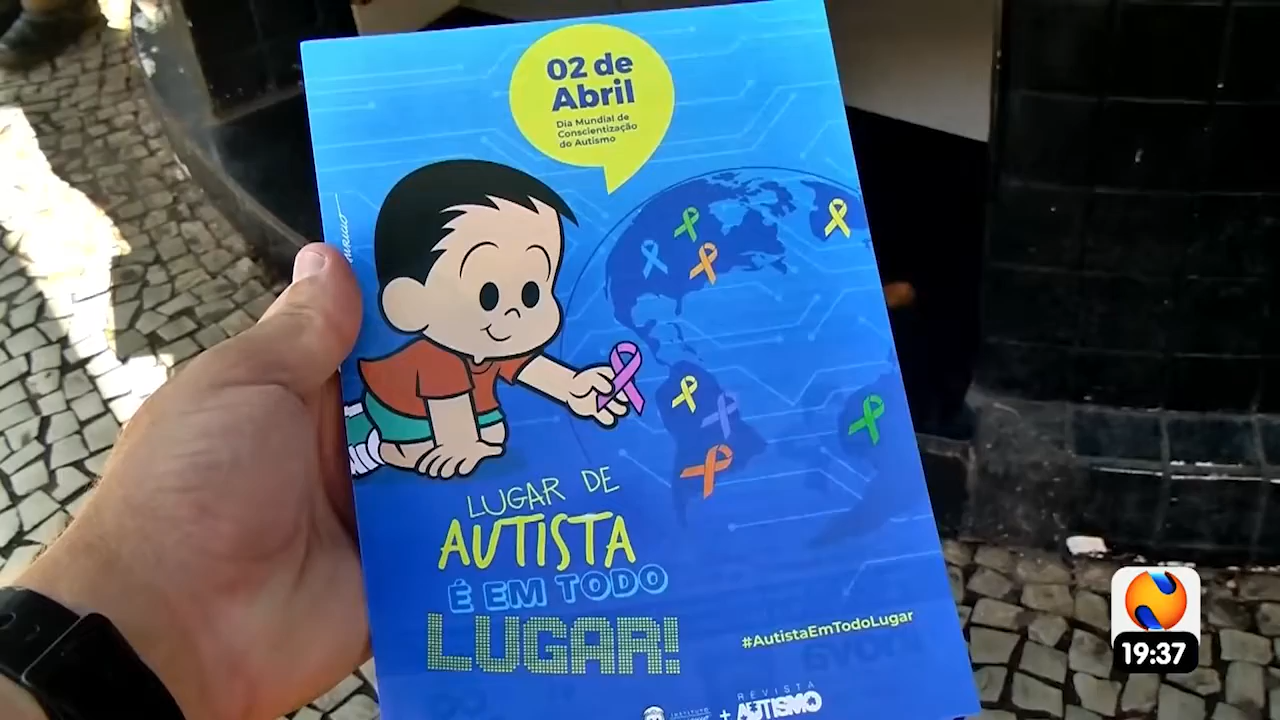 02 de
Abril
Dia Mundial de
Conscientização
do Autismo
LUGAR DE
AUTISTA
É EM TODO
LUGAR!
#AutistaEmTodoLugar
INSTITUTO
+
REVISTA
AUTISMO
19:37